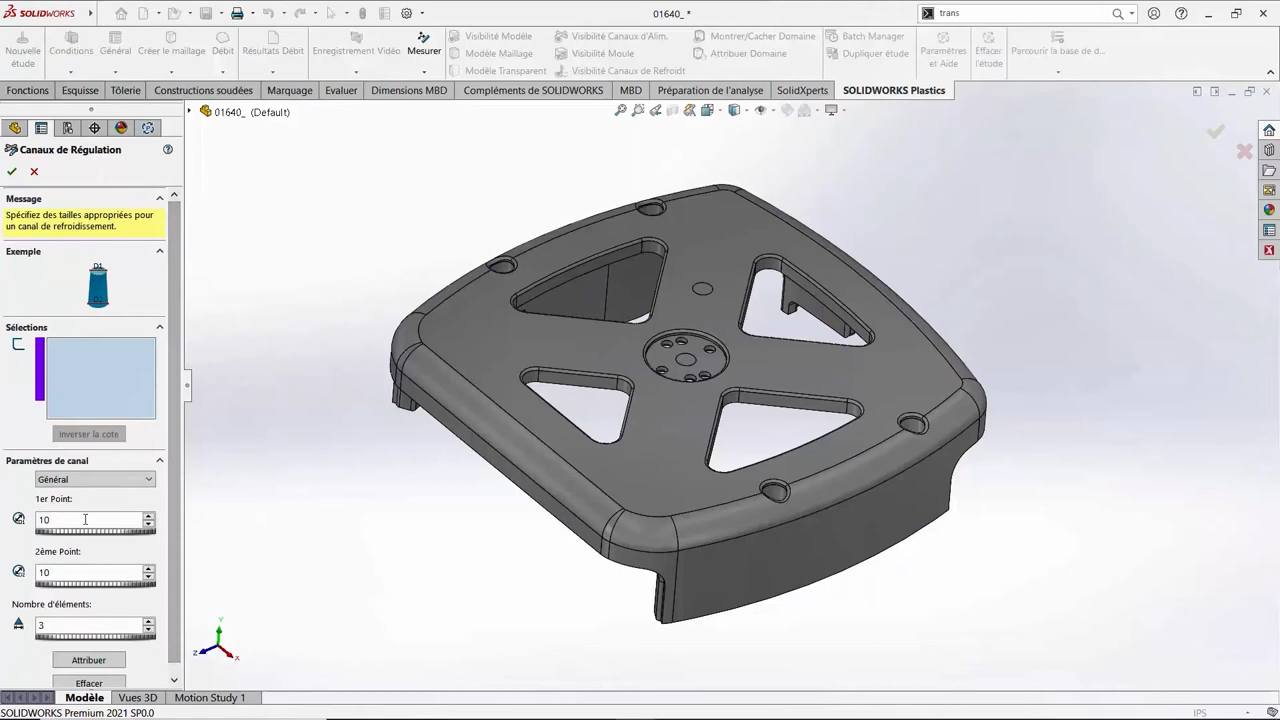 SOLIDWORKS
01640_ *
trans
Nouvelle étude
Conditions
Général
Créer le maillage
Débit
Résultats Débit
Enregistrement Vidéo
Mesurer
Visibilité Modèle
Visibilité Canaux d'Alim.
Montrer/Cacher Domaine
Modèle Maillage
Visibilité Moule
Attribuer Domaine
Modèle Transparent
Visibilité Canaux de Refroidt
Batch Manager
Dupliquer étude
Paramètres et Aide
Effacer l'étude
Parcourir la base de d...
Fonctions
Esquisse
Tôlerie
Constructions soudées
Marquage
Evaluer
Dimensions MBD
Compléments de SOLIDWORKS
MBD
Préparation de l'analyse
SolidXperts
SOLIDWORKS Plastics
01640_ (Default)
Canaux de Régulation
Message
Spécifiez des tailles appropriées pour
un canal de refroidissement.
Exemple
D1
Sélections
Inverser la cote
Paramètres de canal
Général
1er Point:
10
2ème Point:
10
Nombre d'éléments:
3
Attribuer
Effacer
Y
Z
X
Modèle
Vues 3D
Motion Study 1
SOLIDWORKS Premium 2021 SP0.0
IPS